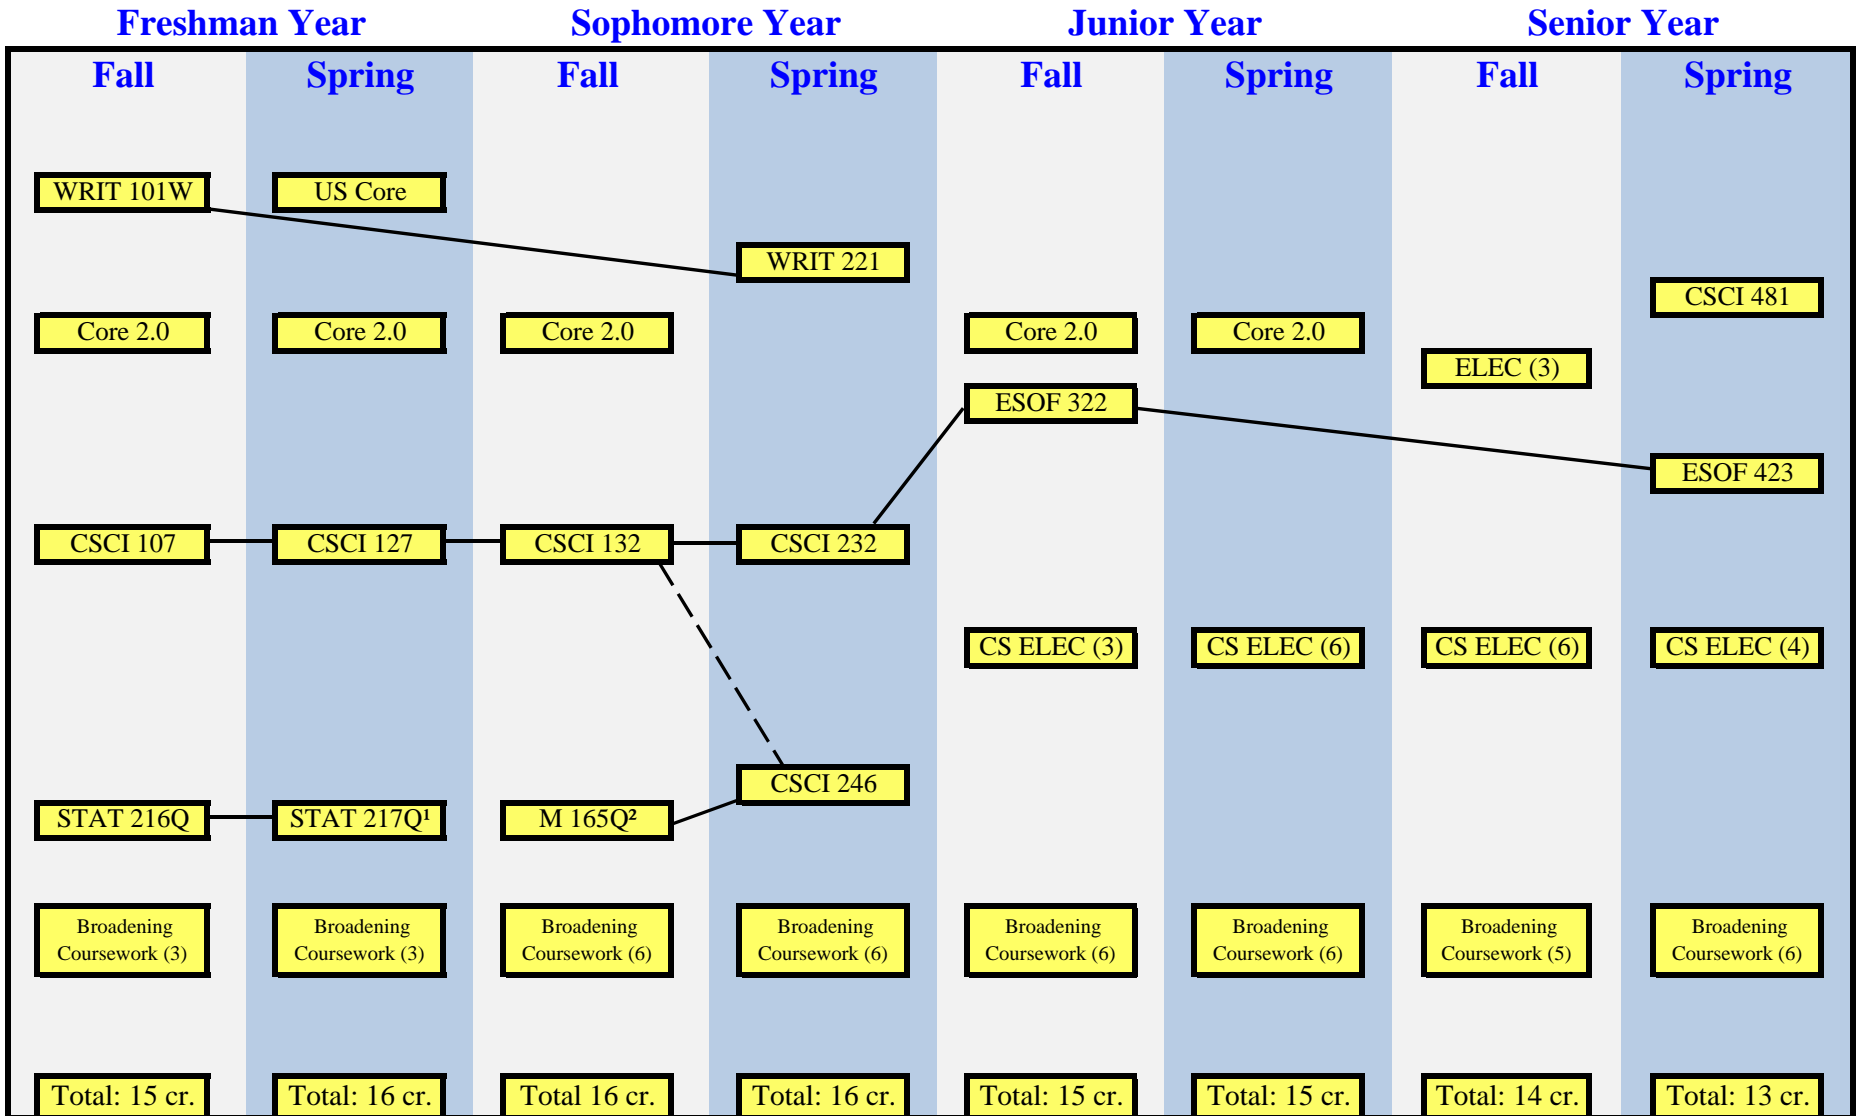 Freshman Year Sophomore Year Junior Year Senior Year
Fall Spring Fall Spring Fall Spring Fall Spring
WRIT 101W US Core
WRIT 221
CSCI 481
Core 2.0 Core 2.0 Core 2.0 Core 2.0 Core 2.0
ELEC (3)
ESOF 322
ESOF 423
CSCI 107 CSCI 127 CSCI 132 CSCI 232
CS ELEC (3) CS ELEC (6) CS ELEC (6) CS ELEC (4)
CSCI 246
STAT 216Q STAT 217Q¹ M 165Q²
Broadening Broadening Broadening Broadening Broadening Broadening Broadening Broadening
Coursework (3) Coursework (3) Coursework (6) Coursework (6) Coursework (6) Coursework (6) Coursework (5) Coursework (6)
Total: 15 cr. Total: 16 cr. Total 16 cr. Total: 16 cr. Total: 15 cr. Total: 15 cr. Total: 14 cr. Total: 13 cr.